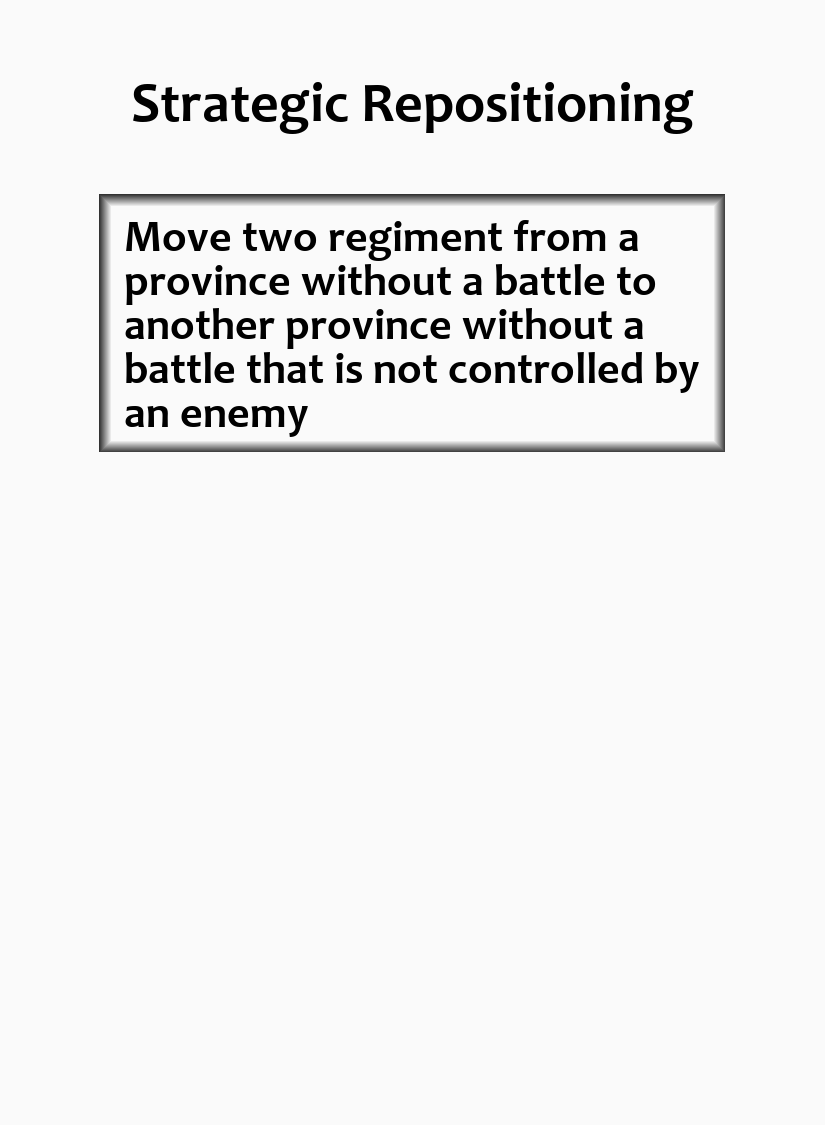 Strategic Repositioning
Move two regiment from a
province without a battle to
another province without a
battle that is not controlled by
an enemy